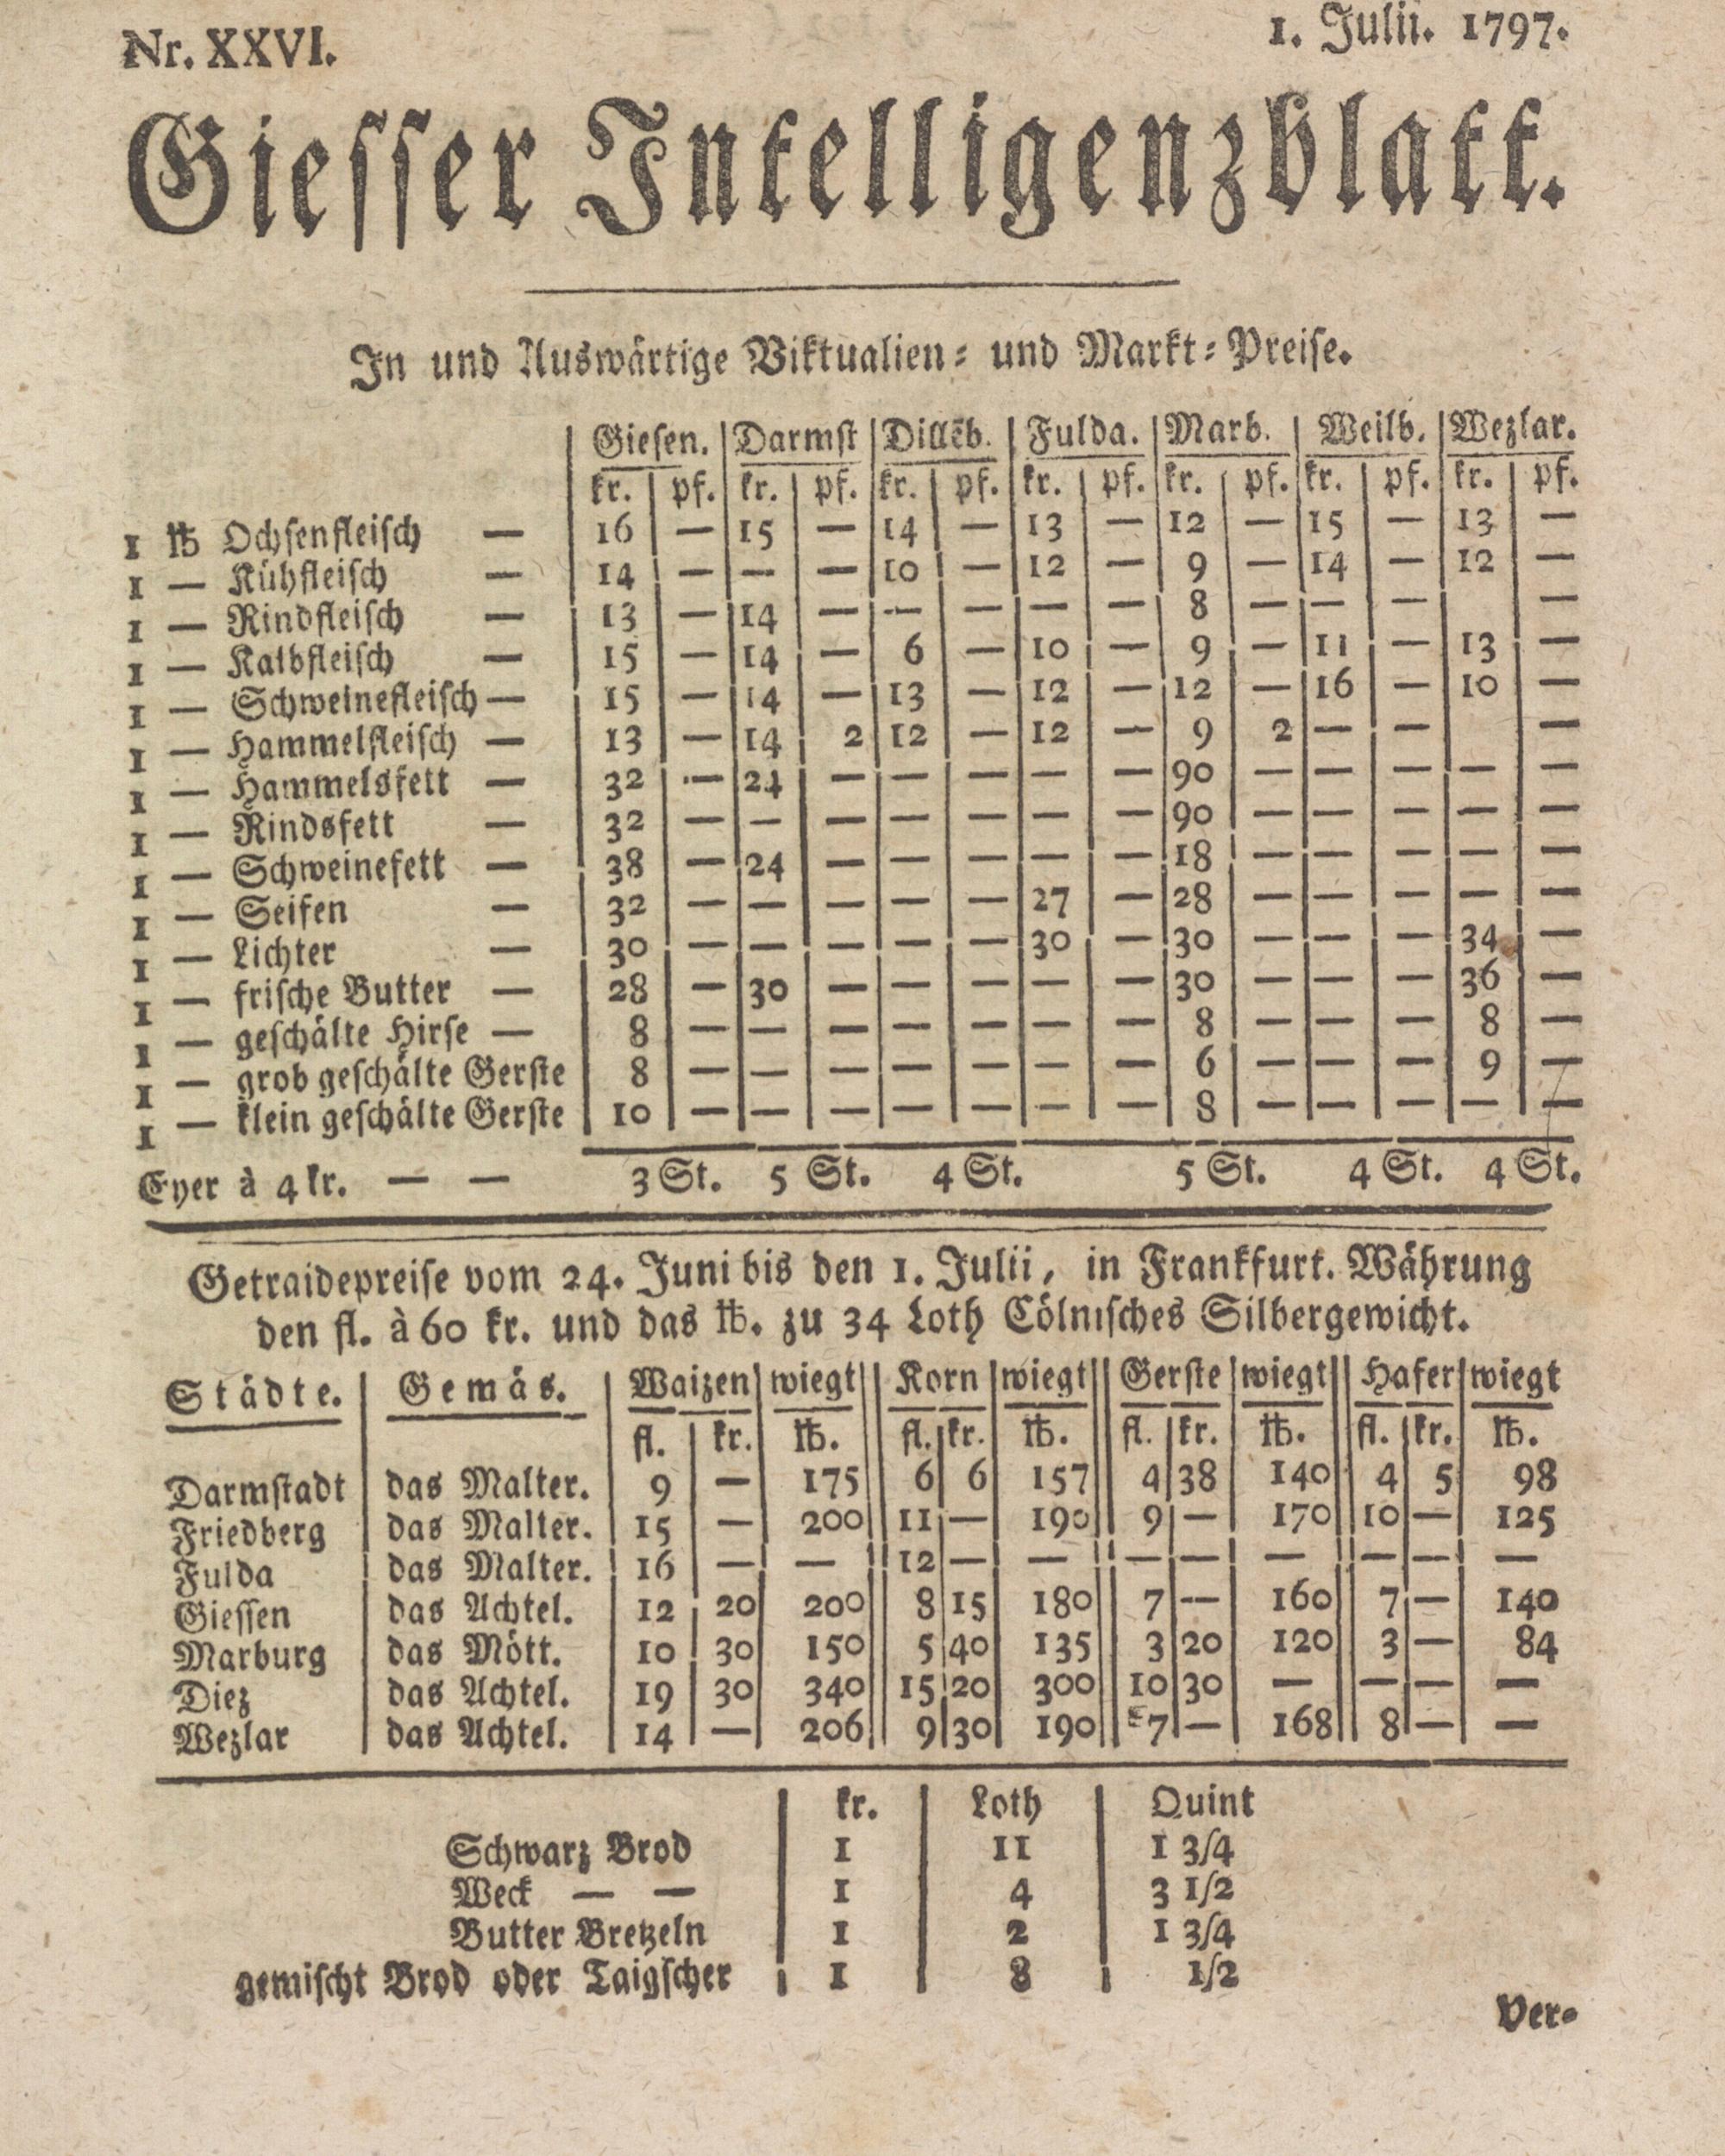 Nr. XXVI. 1. Julii. 1797.
Giesser Intelligenzblatt.
In und Auswärtige Viktualien- und Markt-Preise.
Giesen. Darmst Dillēb. Fulda. Marb. Weilb. Wezlar.
kr. pf. kr. pf. kr. pf. kr. pf. kr. pf. kr. pf. kr. pf.
1 ℔ Ochsenfleisch — 16 — 15 — 14 — 13 — 12 — 15 — 13 —
1 — Kühfleisch — 14 — — — 10 — 12 — 9 — 14 — 12 —
1 — Rindfleisch — 13 — 14 — — — — — 8 — — — —
1 — Kalbfleisch — 15 — 14 — 6 — 10 — 9 — 11 — 13 —
1 — Schweinefleisch — 15 — 14 — 13 — 12 — 12 — 16 — 10 —
1 — Hammelfleisch — 13 — 14 2 12 — 12 — 9 2 — — —
1 — Hammelsfett — 32 — 24 — — — — — 90 — — — — —
1 — Rindsfett — 32 — — — — — — — 90 — — — — —
1 — Schweinefett — 38 — 24 — — — — — 18 — — — — —
1 — Seifen — 32 — — — — — 27 — 28 — — — — —
1 — Lichter — 30 — — — — — 30 — 30 — — — 34 —
1 — frische Butter — 28 — 30 — — — — — 30 — — — 36 —
1 — geschälte Hirse — 8 — — — — — — — 8 — — — 8 —
1 — grob geschälte Gerste 8 — — — — — — — 6 — — — 9 —
1 — klein geschälte Gerste 10 — — — — — — — 8 — — — — —
Eyer à 4 kr. — — 3 St. 5 St. 4 St. 5 St. 4 St. 4 St.
Getraidepreise vom 24. Juni bis den 1. Julii, in Frankfurt. Währung
den fl. à 60 kr. und das ℔. zu 34 Loth Cölnisches Silbergewicht.
Städte. Gemäs. Waizen wiegt Korn wiegt Gerste wiegt Hafer wiegt
fl. kr. ℔. fl. kr. ℔. fl. kr. ℔. fl. kr. ℔.
Darmstadt das Malter. 9 — 175 6 6 157 4 38 140 4 5 98
Friedberg das Malter. 15 — 200 11 — 190 9 — 170 10 — 125
Fulda das Malter. 16 — — 12 — — — — — — — —
Giessen das Achtel. 12 20 200 8 15 180 7 — 160 7 — 140
Marburg das Mött. 10 30 150 5 40 135 3 20 120 3 — 84
Diez das Achtel. 19 30 340 15 20 300 10 30 — — — —
Wezlar das Achtel. 14 — 206 9 30 190 7 — 168 8 — —
kr. Loth Quint
Schwarz Brod 1 11 1 3/4
Weck — — 1 4 3 1/2
Butter Bretzeln 1 2 1 3/4
gemischt Brod oder Taigscher 1 8 1/2
Ver-